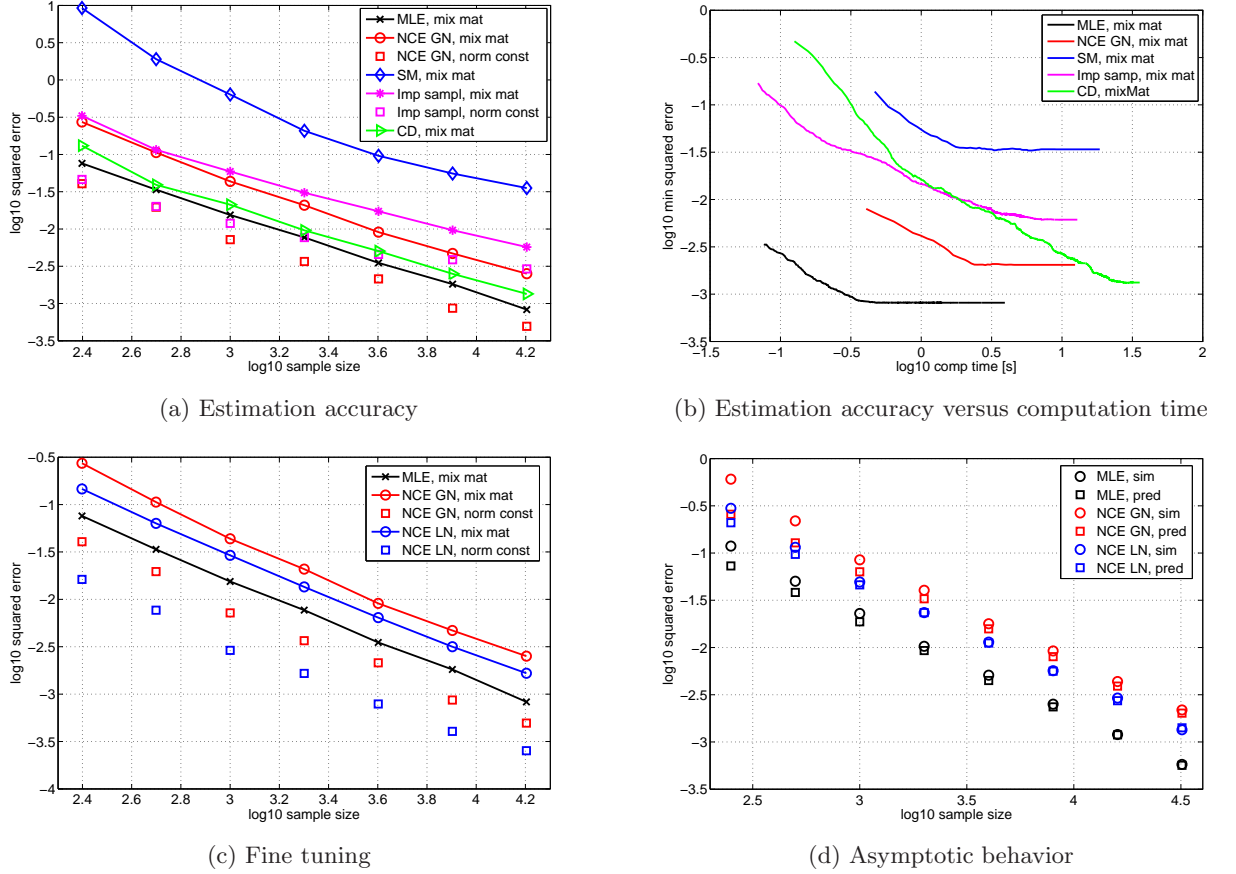 1
0.5
0
−0.5
−1
−1.5
−2
−2.5
−3
−3.5
log10 squared error
2.4 2.6 2.8 3 3.2 3.4 3.6 3.8 4 4.2
log10 sample size
MLE, mix mat
NCE GN, mix mat
NCE GN, norm const
SM, mix mat
Imp sampl, mix mat
Imp sampl, norm const
CD, mix mat
(a) Estimation accuracy
0
−0.5
−1
−1.5
−2
−2.5
−3
−3.5
log10 min squared error
−1.5 −1 −0.5 0 0.5 1 1.5 2
log10 comp time [s]
MLE, mix mat
NCE GN, mix mat
SM, mix mat
Imp samp, mix mat
CD, mixMat
(b) Estimation accuracy versus computation time
−0.5
−1
−1.5
−2
−2.5
−3
−3.5
−4
log10 squared error
2.4 2.6 2.8 3 3.2 3.4 3.6 3.8 4 4.2
log10 sample size
MLE, mix mat
NCE GN, mix mat
NCE GN, norm const
NCE LN, mix mat
NCE LN, norm const
(c) Fine tuning
0
−0.5
−1
−1.5
−2
−2.5
−3
−3.5
log10 squared error
2.5 3 3.5 4 4.5
log10 sample size
MLE, sim
MLE, pred
NCE GN, sim
NCE GN, pred
NCE LN, sim
NCE LN, pred
(d) Asymptotic behavior